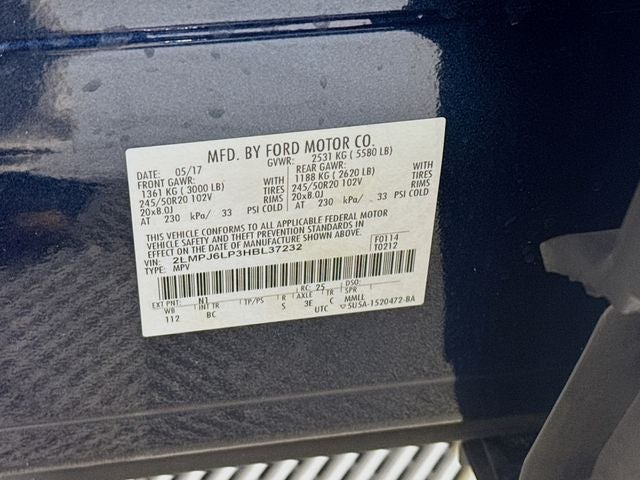 MFD. BY FORD MOTOR CO.
DATE: 05/17 GVWR: 2531 KG ( 5580 LB)
FRONT GAWR: REAR GAWR:
1361 KG ( 3000 LB) WITH 1188 KG ( 2620 LB) WITH
245/50R20 102V TIRES 245/50R20 102V TIRES
20x8.0J RIMS 20x8.0J RIMS
AT 230 kPa/ 33 PSI COLD AT 230 kPa/ 33 PSI COLD
THIS VEHICLE CONFORMS TO ALL APPLICABLE FEDERAL MOTOR
VEHICLE SAFETY AND THEFT PREVENTION STANDARDS IN
EFFECT ON THE DATE OF MANUFACTURE SHOWN ABOVE.
VIN: 2LMPJ6LP3HBL37232 F0114
TYPE: MPV T0212
EXT PNT: N1 RC: 25 DSO:
WB INT TR TP/PS R AXLE TR SPR MMLL
112 BC S 3E C UTC 5U5A-1520472-BA